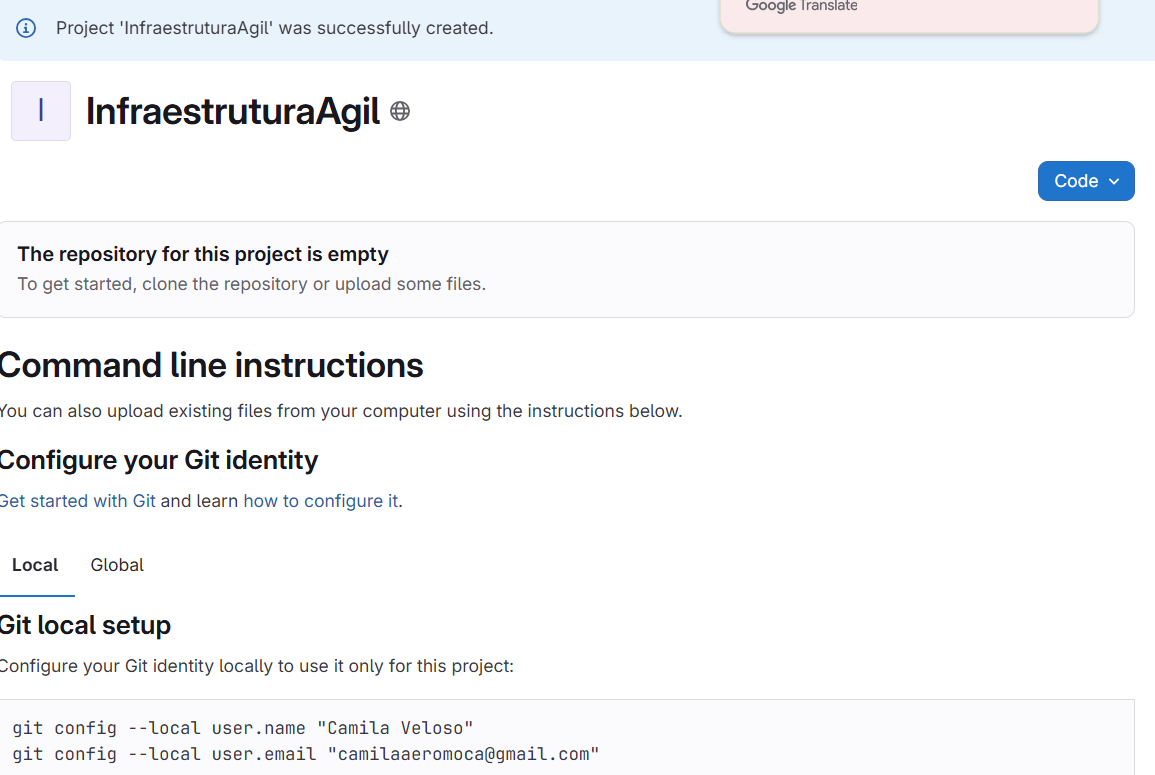 Google Translate
Project 'InfraestruturaAgil' was successfully created.
I
InfraestruturaAgil
Code
The repository for this project is empty
To get started, clone the repository or upload some files.
Command line instructions
You can also upload existing files from your computer using the instructions below.
Configure your Git identity
Get started with Git and learn how to configure it.
Local Global
Git local setup
Configure your Git identity locally to use it only for this project:
git config --local user.name "Camila Veloso"
git config --local user.email "camilaaeromoca@gmail.com"